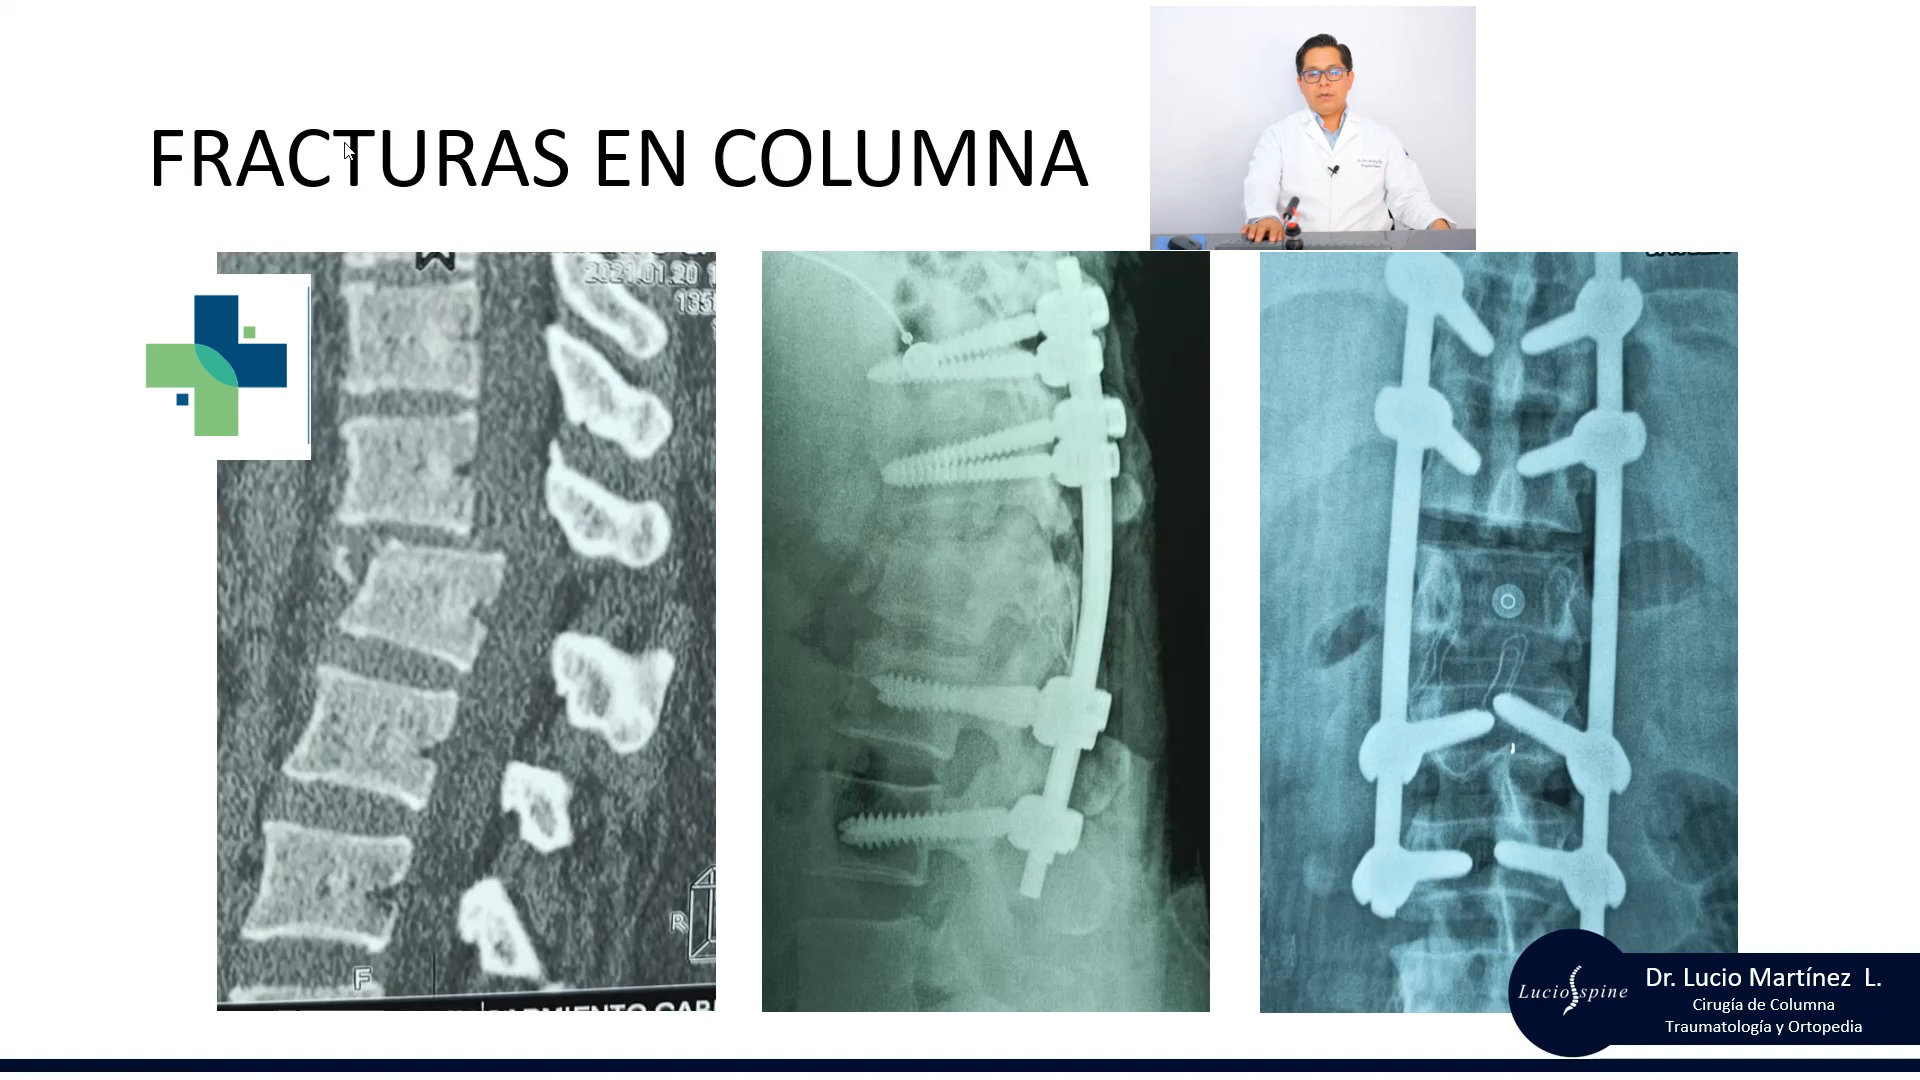 FRACTURAS EN COLUMNA
2021.01.20
F
R
Lucio spine
Dr. Lucio Martínez L.
Cirugía de Columna
Traumatología y Ortopedia